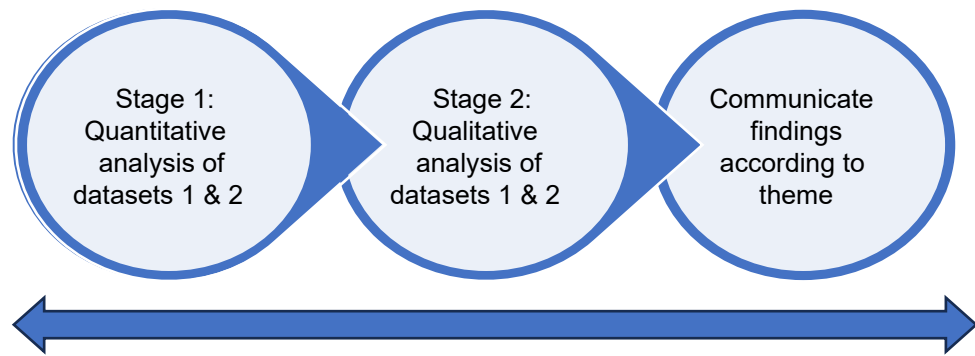 Stage 1:
Quantitative
analysis of
datasets 1 & 2
Stage 2:
Qualitative
analysis of
datasets 1 & 2
Communicate
findings
according to
theme